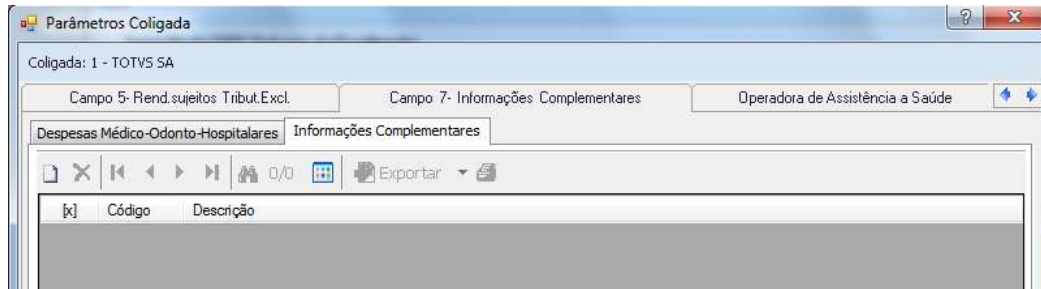 Parâmetros Coligada
Coligada: 1 - TOTVS SA
Campo 5- Rend.sujeitos Tribut.Excl. Campo 7- Informações Complementares Operadora de Assistência a Saúde
Despesas Médico-Odonto-Hospitalares Informações Complementares
0/0 Exportar
[x] Código Descrição